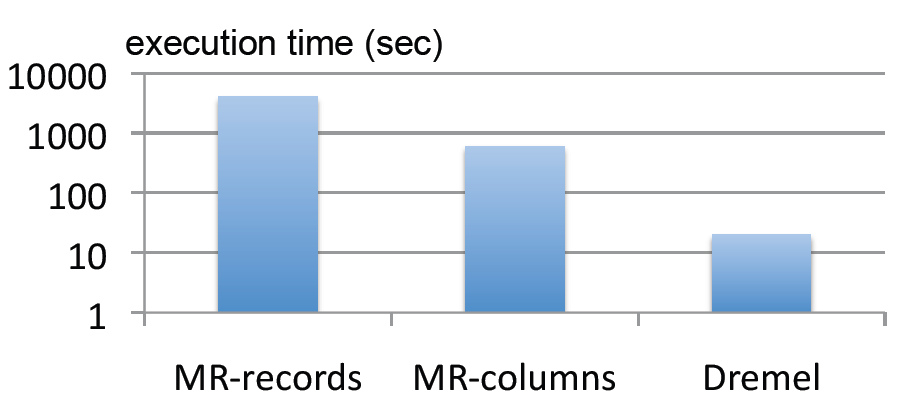 execution time (sec)
10000
1000
100
10
1
MR-records MR-columns Dremel